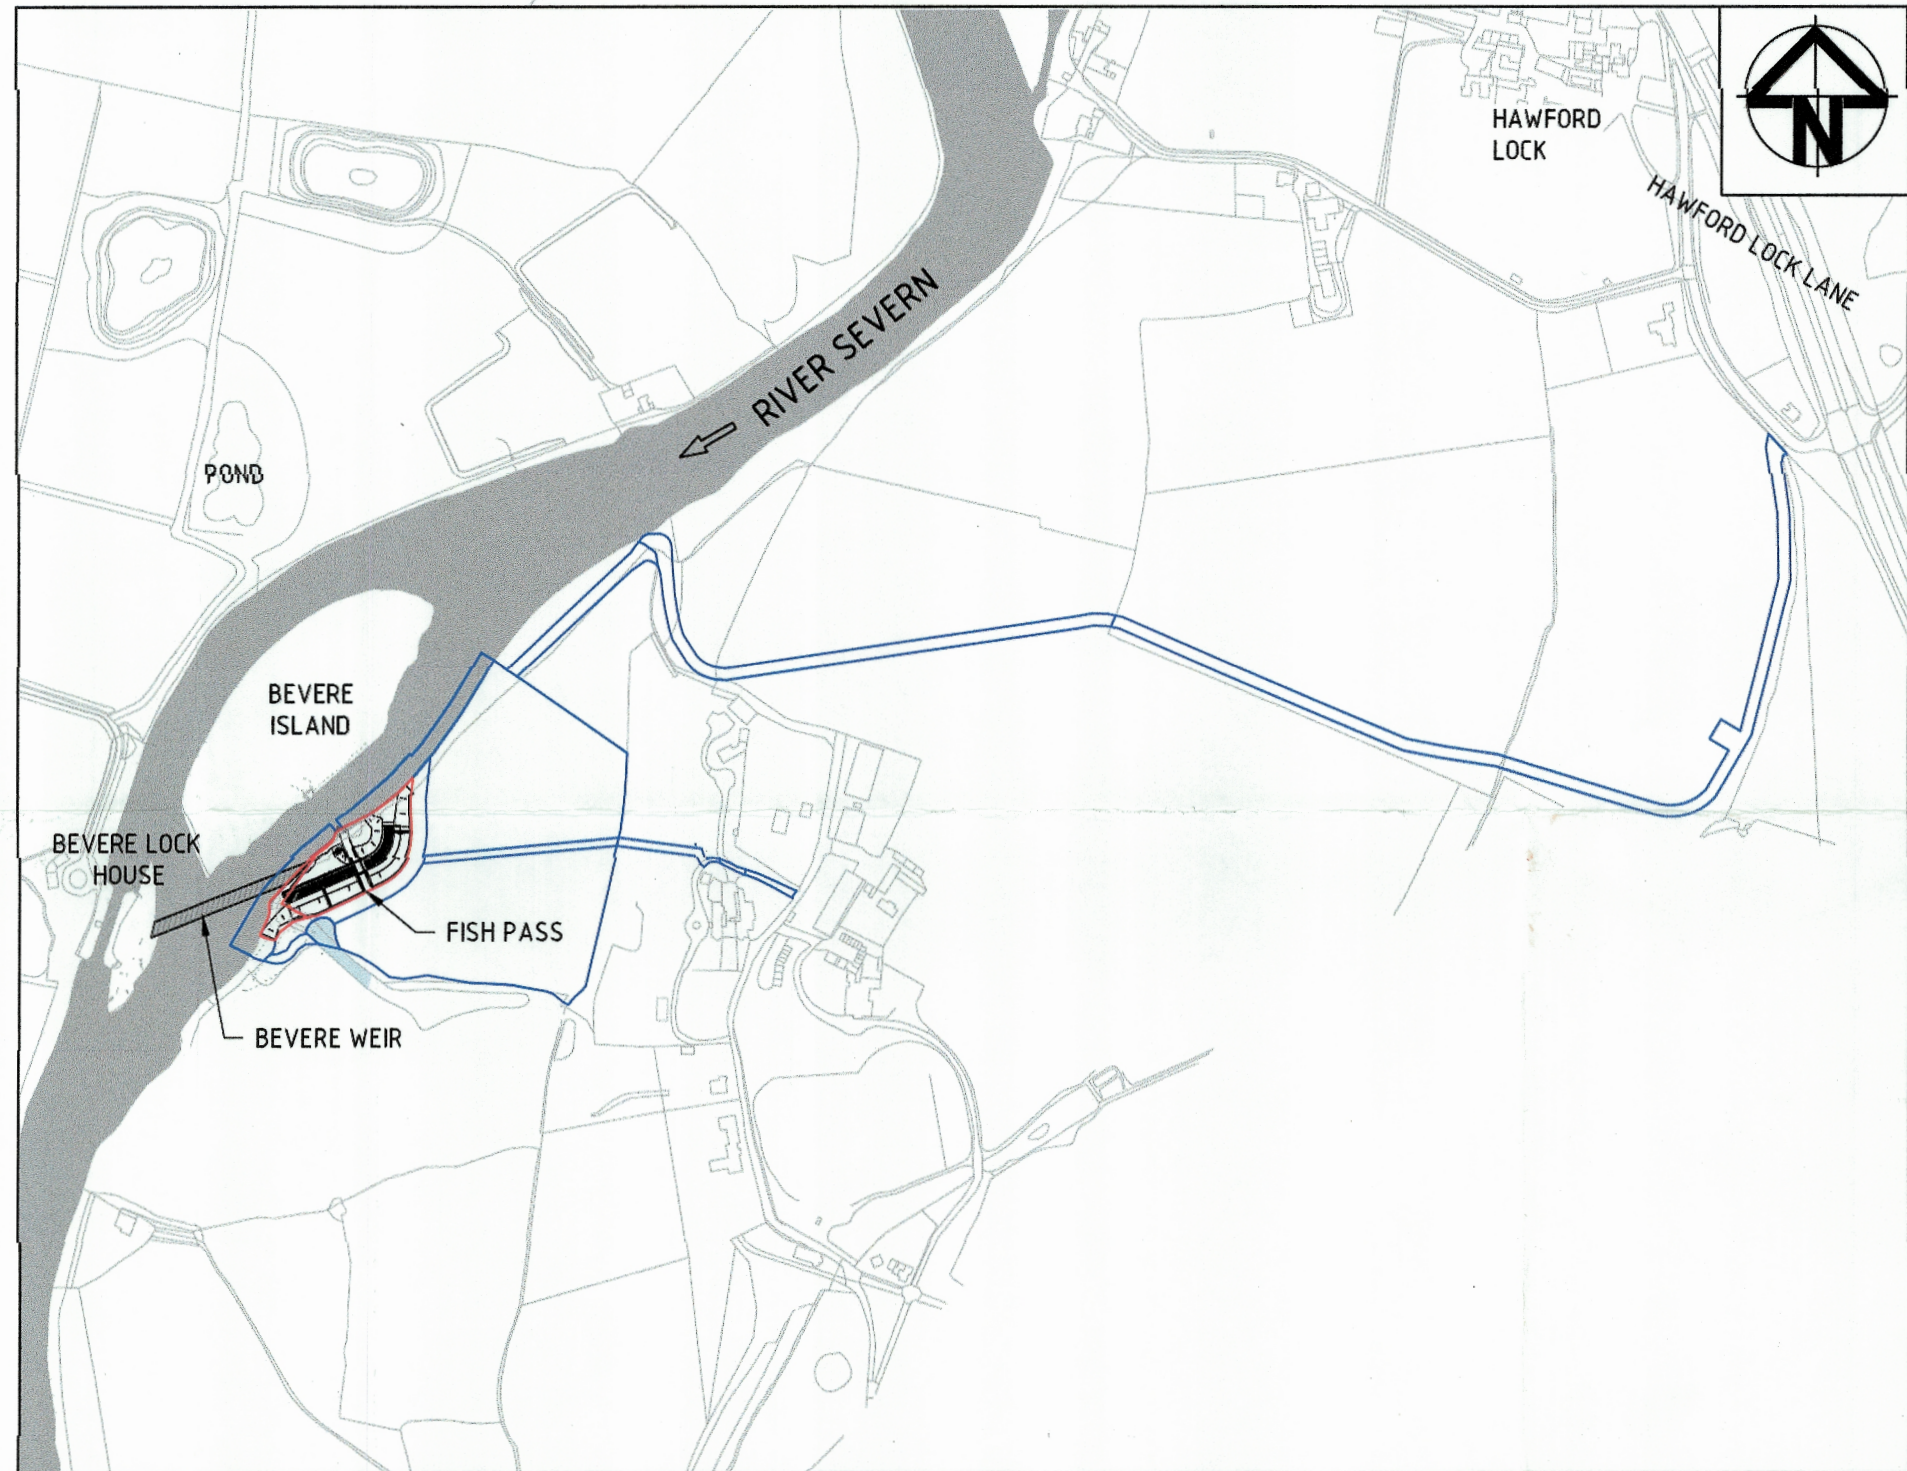 N
HAWFORD
LOCK
HAWFORD LOCK LANE
RIVER SEVERN
POND
BEVERE
ISLAND
BEVERE LOCK
HOUSE
FISH PASS
BEVERE WEIR